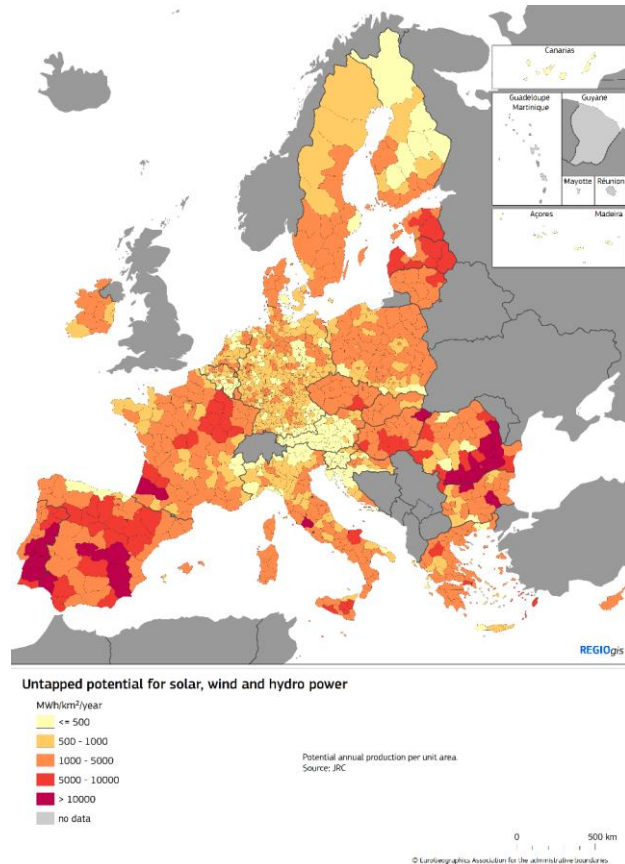 Canarias
Guadeloupe
Martinique
Guyane
Mayotte
Réunion
Açores
Madeira
REGIOgis
Untapped potential for solar, wind and hydro power
MWh/km²/year
<= 500
500 - 1000
1000 - 5000
5000 - 10000
> 10000
no data
Potential annual production per unit area.
Source: JRC
0 500 km
© EuroGeographics Association for the administrative boundaries